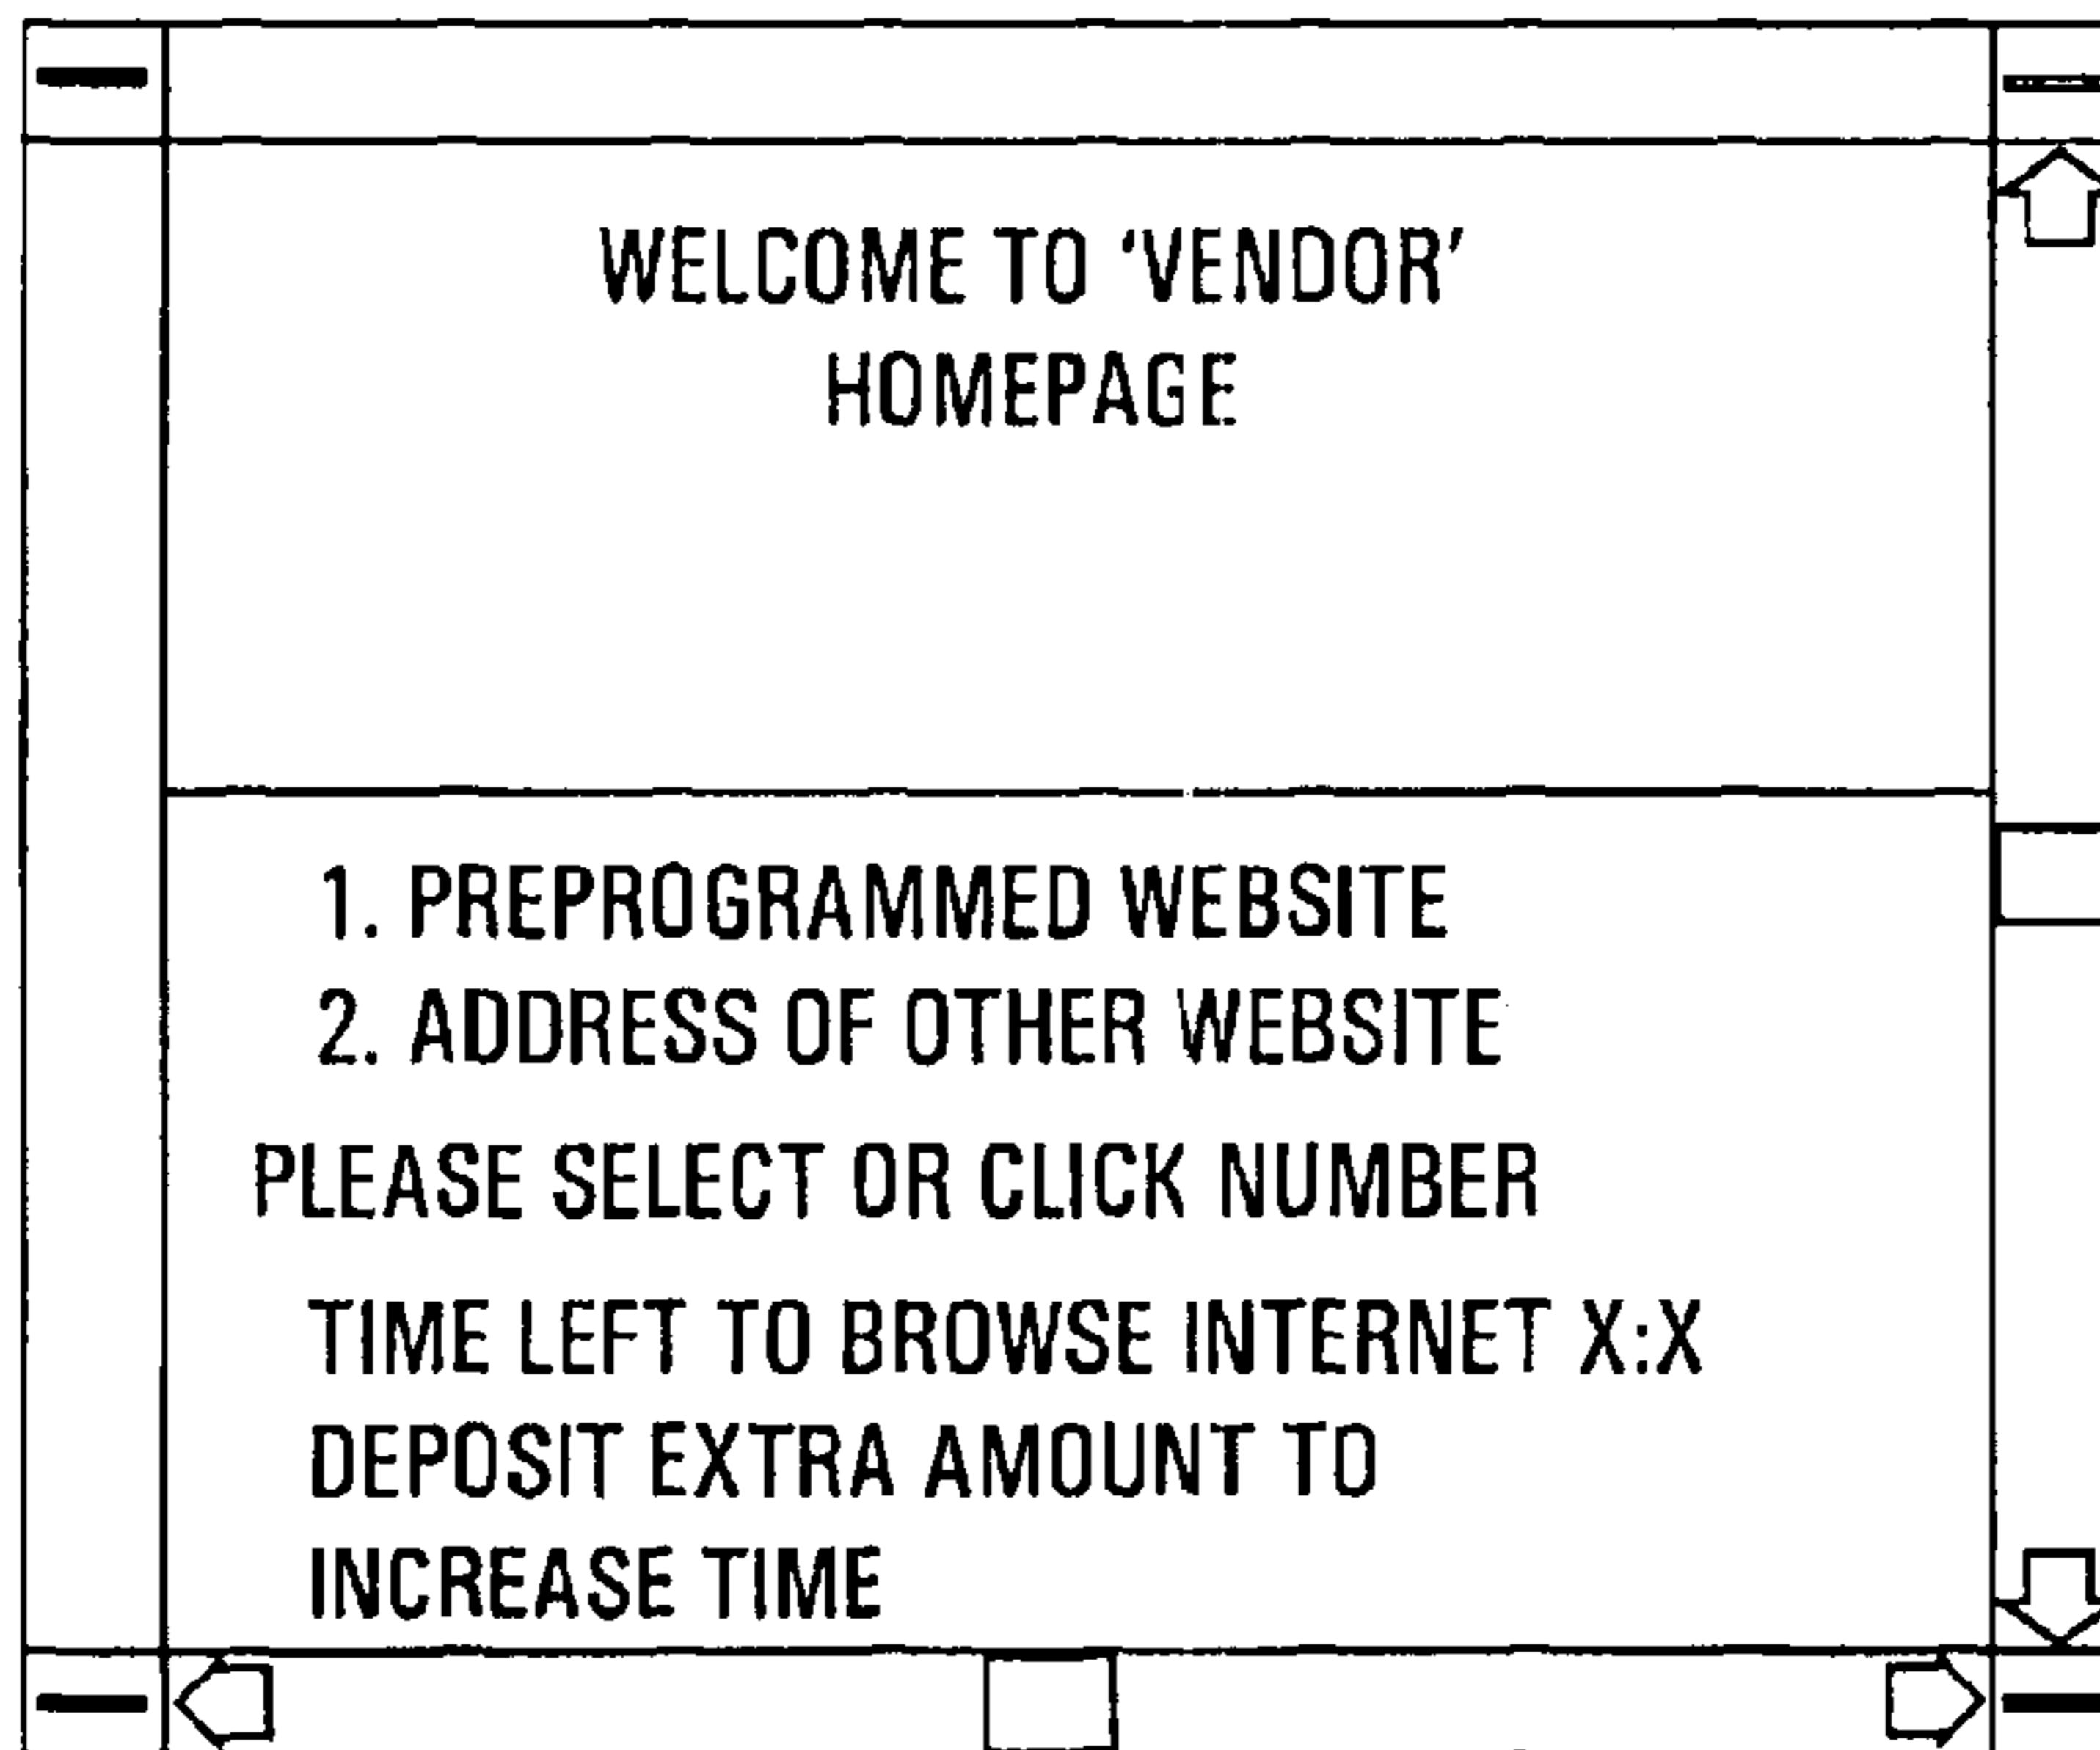 WELCOME TO 'VENDOR'
HOMEPAGE
1. PREPROGRAMMED WEBSITE
2. ADDRESS OF OTHER WEBSITE
PLEASE SELECT OR CLICK NUMBER
TIME LEFT TO BROWSE INTERNET X:X
DEPOSIT EXTRA AMOUNT TO
INCREASE TIME